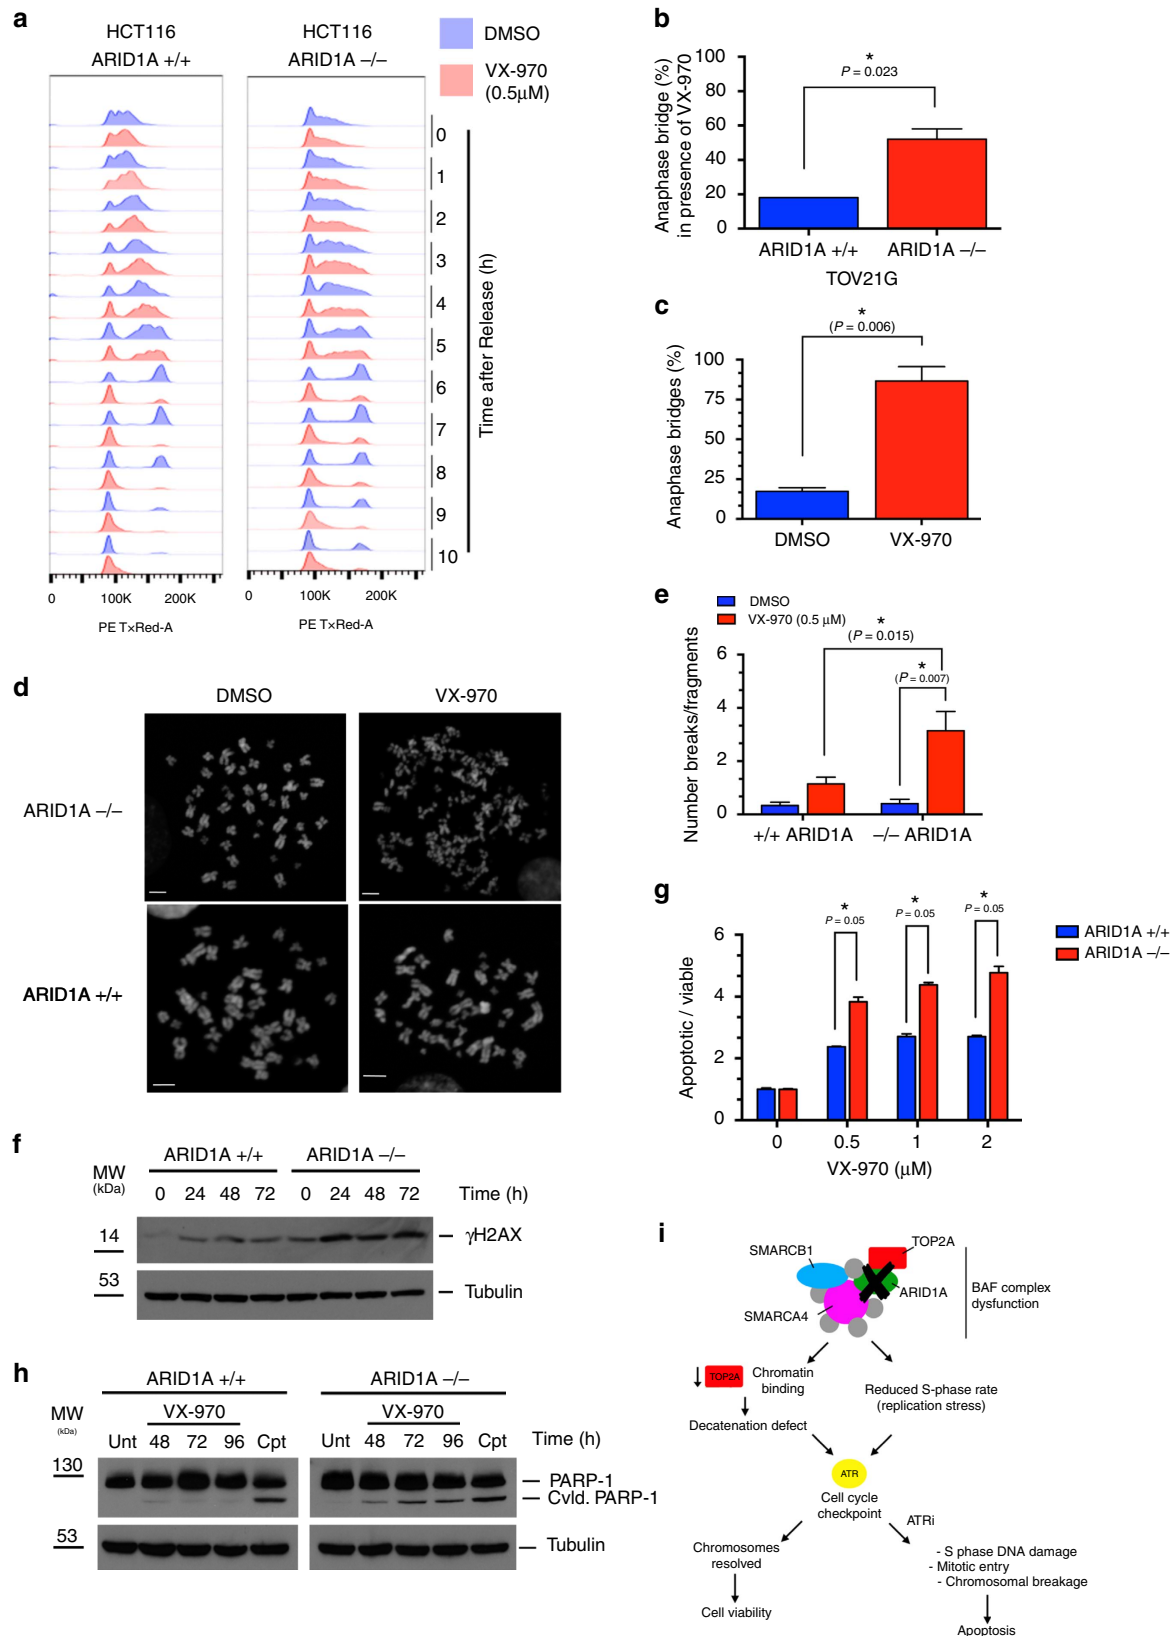 a
HCT116
ARID1A +/+
HCT116
ARID1A –/–
DMSO
VX-970
(0.5µM)
0
1
2
3
4
5
6
7
8
9
10
Time after Release (h)
0 100K 200K
PE T×Red-A
0 100K 200K
PE T×Red-A
b
Anaphase bridge (%)
in presence of VX-970
100
80
60
40
20
0
*
P = 0.023
ARID1A +/+ ARID1A –/–
TOV21G
c
Anaphase bridges (%)
100
75
50
25
0
*
(P = 0.006)
DMSO VX-970
d
DMSO VX-970
ARID1A –/–
ARID1A +/+
e
DMSO
VX-970 (0.5 µM)
Number breaks/fragments
6
4
2
0
*
(P = 0.015)
*
(P = 0.007)
+/+ ARID1A –/– ARID1A
f
ARID1A +/+ ARID1A –/–
MW
(kDa)
0 24 48 72 0 24 48 72 Time (h)
14
γH2AX
53
Tubulin
g
ARID1A +/+
ARID1A –/–
Apoptotic / viable
6
4
2
0
*
P = 0.05
*
P = 0.05
*
P = 0.05
0 0.5 1 2
VX-970 (µM)
h
ARID1A +/+ ARID1A –/–
MW
(kDa)
VX-970 VX-970
Unt 48 72 96 Cpt Unt 48 72 96 Cpt Time (h)
130
PARP-1
Cvld. PARP-1
53
Tubulin
i
SMARCB1
TOP2A
ARID1A
SMARCA4
BAF complex
dysfunction
TOP2A
Chromatin
binding
Decatenation defect
Reduced S-phase rate
(replication stress)
ATR
Cell cycle
checkpoint
ATRi
Chromosomes
resolved
Cell viability
- S phase DNA damage
- Mitotic entry
- Chromosomal breakage
Apoptosis